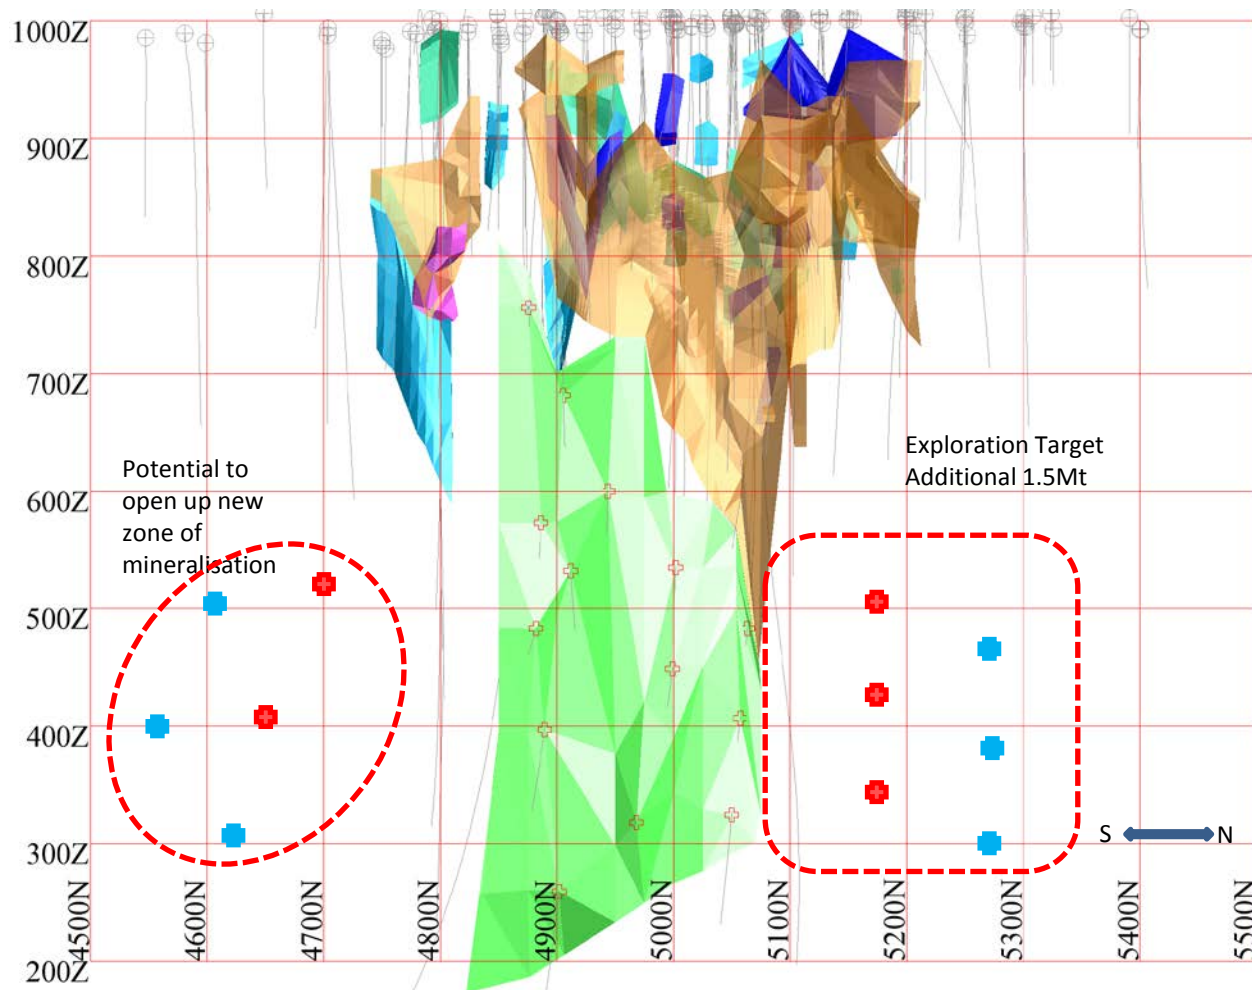 1000Z
900Z
800Z
700Z
600Z
500Z
400Z
300Z
200Z
Potential to
open up new
zone of
mineralisation
Exploration Target
Additional 1.5Mt
S N
4500N
4600N
4700N
4800N
4900N
5000N
5100N
5200N
5300N
5400N
5500N